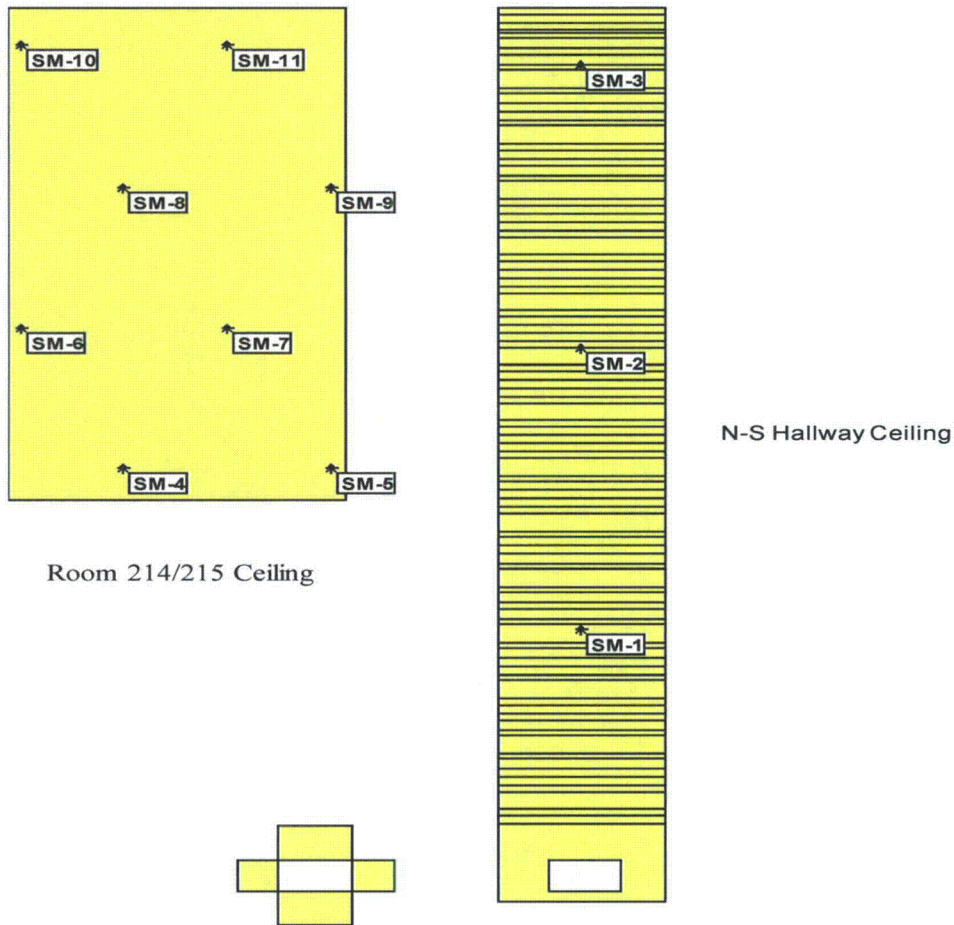 SM-10
SM-11
SM-8
SM-9
SM-6
SM-7
SM-4
SM-5
Room 214/215 Ceiling
SM-3
SM-2
SM-1
N-S Hallway Ceiling